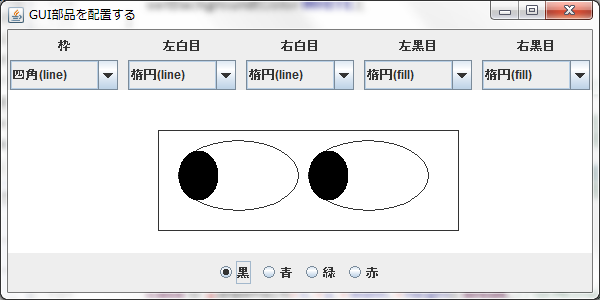 GUI部品を配置する
枠 左白目 右白目 左黒目 右黒目
四角(line) 楕円(line) 楕円(line) 楕円(fill) 楕円(fill)
黒 青 緑 赤